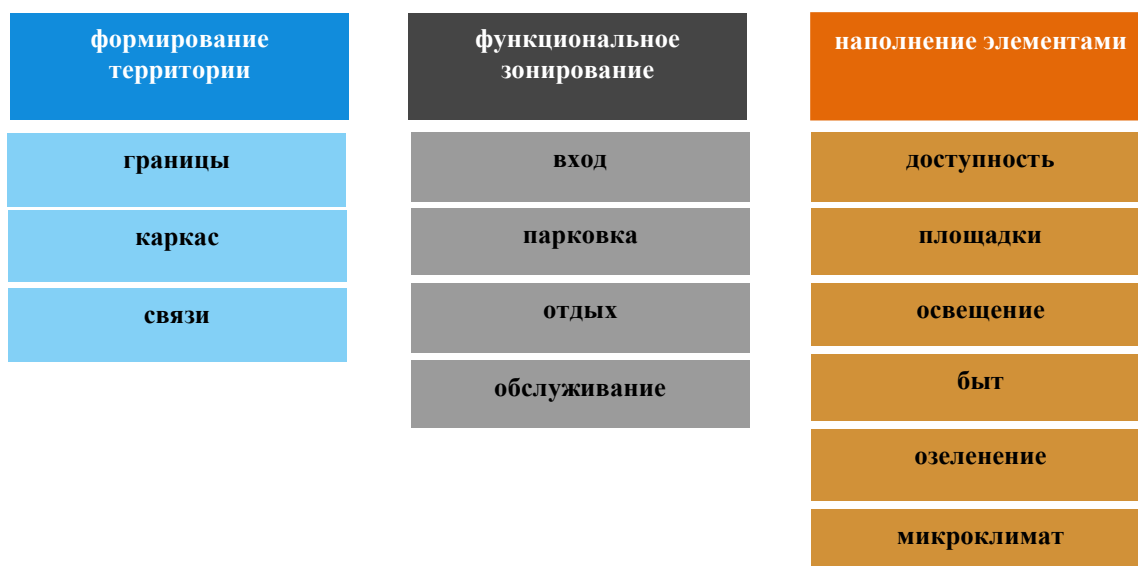 формирование
территории
границы
каркас
связи
функциональное
зонирование
вход
парковка
отдых
обслуживание
наполнение элементами
доступность
площадки
освещение
быт
озеленение
микроклимат